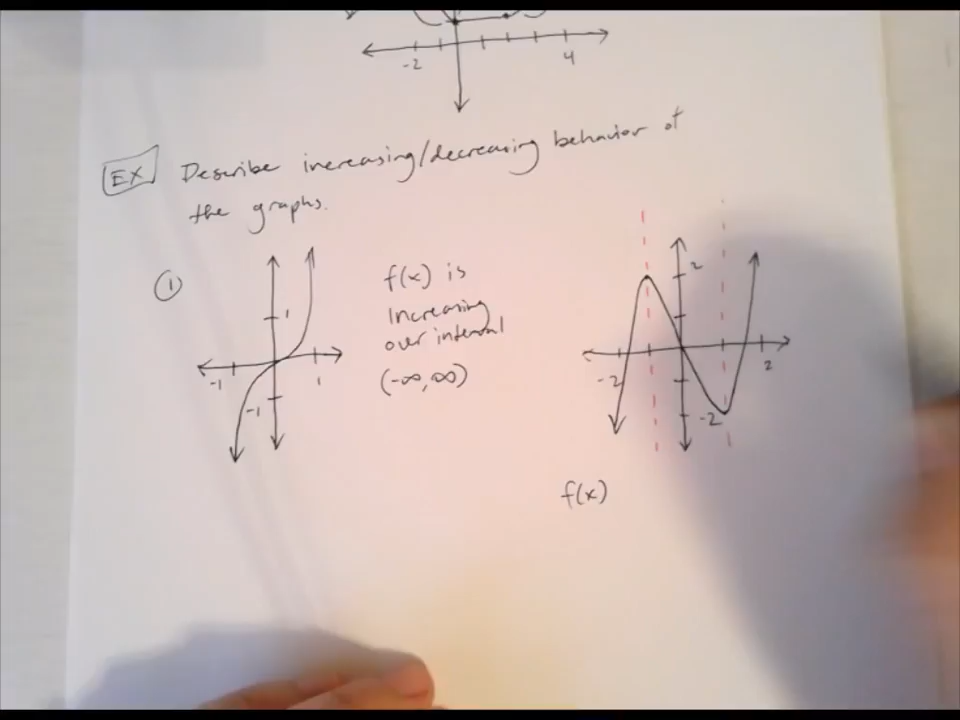 -2 4
EX Describe increasing/decreasing behavior of
the graphs.
1
1
-1 1
-1
f(x) is
increasing
over interval
(-∞,∞)
2
-2 2
-2
f(x)